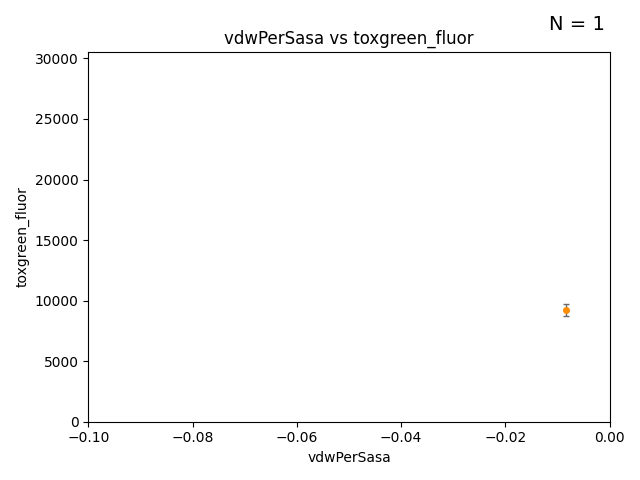 N = 1
vdwPerSasa vs toxgreen_fluor
30000
25000
20000
15000
10000
5000
0
toxgreen_fluor
−0.10 −0.08 −0.06 −0.04 −0.02 0.00
vdwPerSasa